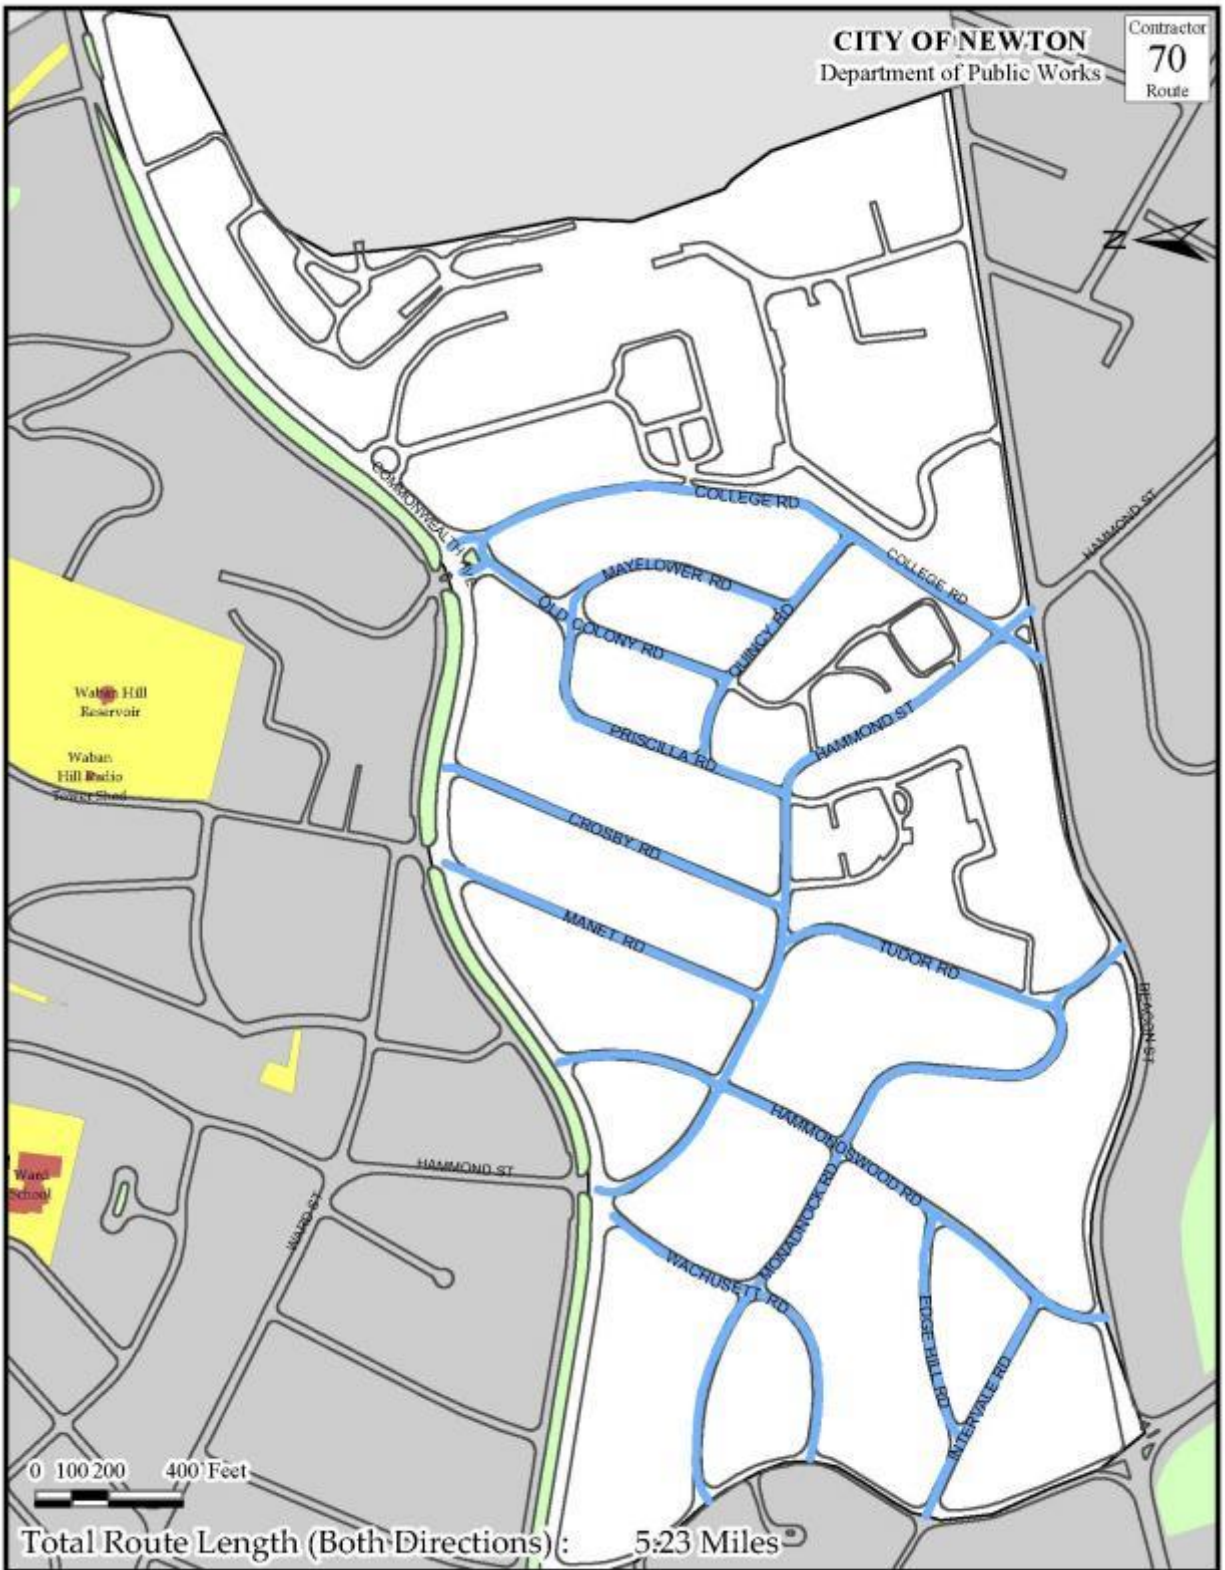 CITY OF NEWTON
Department of Public Works
Contractor
70
Route
N
HAMMOND ST
COMMONWEALTH AVE
COLLEGE RD
COLLEGE RD
MAYFLOWER RD
OLD COLONY RD
QUINCY RD
PRISCILLA RD
HAMMOND ST
CROSBY RD
MANET RD
TUDOR RD
BEACON ST
Waban Hill
Reservoir
Waban
Hill Radio
Tower Shed
HAMMONDSWOOD RD
MONADNOCK RD
WACHUSETT RD
EDGE HILL RD
INTERVALE RD
HAMMOND ST
WARD ST
Ward
School
0 100 200 400 Feet
Total Route Length (Both Directions) : 5.23 Miles